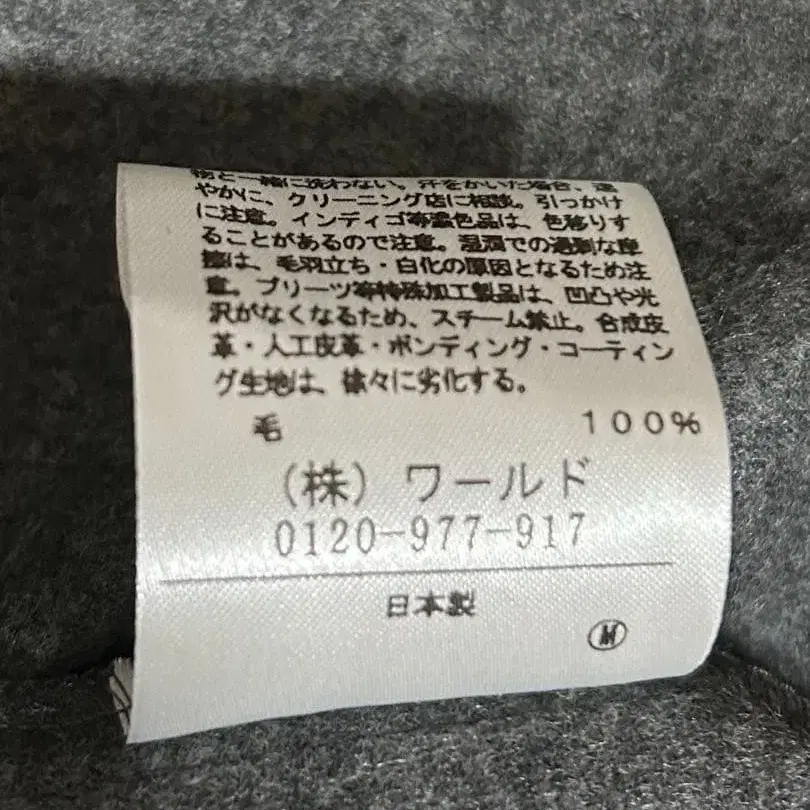 物と一緒に洗わない。汗をかいた場合、速
やかに、クリーニング店に相談。引っかけ
に注意。インディゴ等濃色品は、色移りす
ることがあるので注意。湿潤での過剰な摩
擦は、毛羽立ち・白化の原因となるため注
意。プリーツ等特殊加工製品は、凹凸や光
沢がなくなるため、スチーム禁止。合成皮
革・人工皮革・ボンディング・コーティン
グ生地は、徐々に劣化する。
毛 100%
(株) ワールド
0120-977-917
日本製
M